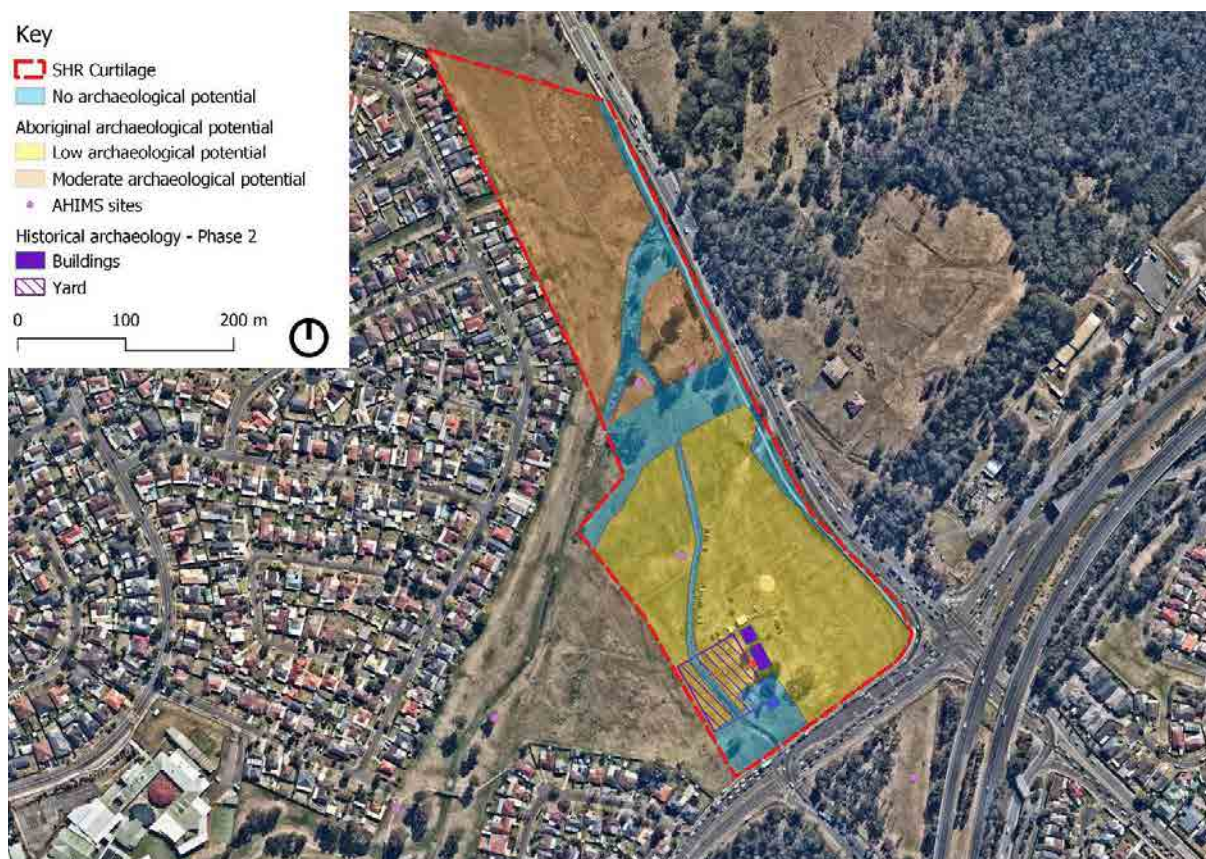 Key
SHR Curtilage
No archaeological potential
Aboriginal archaeological potential
Low archaeological potential
Moderate archaeological potential
AHIMS sites
Historical archaeology - Phase 2
Buildings
Yard
0 100 200 m